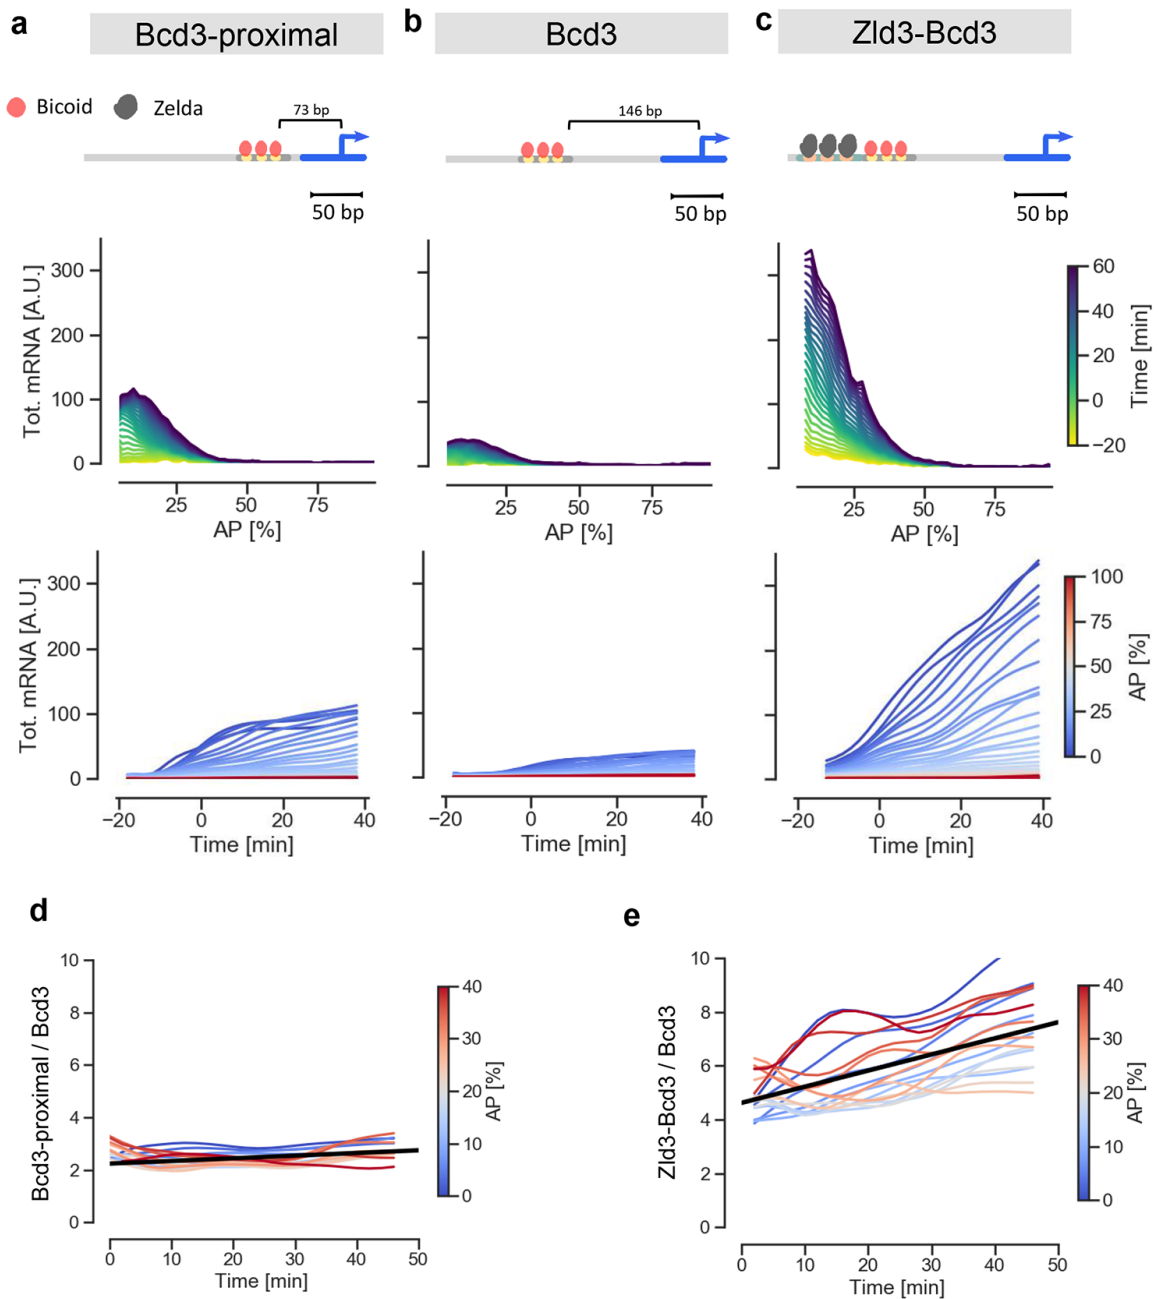 a
Bcd3-proximal
b
Bcd3
c
Zld3-Bcd3
Bicoid
Zelda
73 bp
146 bp
50 bp
50 bp
50 bp
Tot. mRNA [A.U.]
300
200
100
0
25
50
75
AP [%]
25
50
75
AP [%]
25
50
75
AP [%]
60
40
20
0
−20
Time [min]
Tot. mRNA [A.U.]
300
200
100
0
−20
0
20
40
Time [min]
−20
0
20
40
Time [min]
−20
0
20
40
Time [min]
100
75
50
25
0
AP [%]
d
Bcd3-proximal / Bcd3
10
8
6
4
2
0
0
10
20
30
40
50
Time [min]
40
30
20
10
0
AP [%]
e
Zld3-Bcd3 / Bcd3
10
8
6
4
2
0
0
10
20
30
40
50
Time [min]
40
30
20
10
0
AP [%]